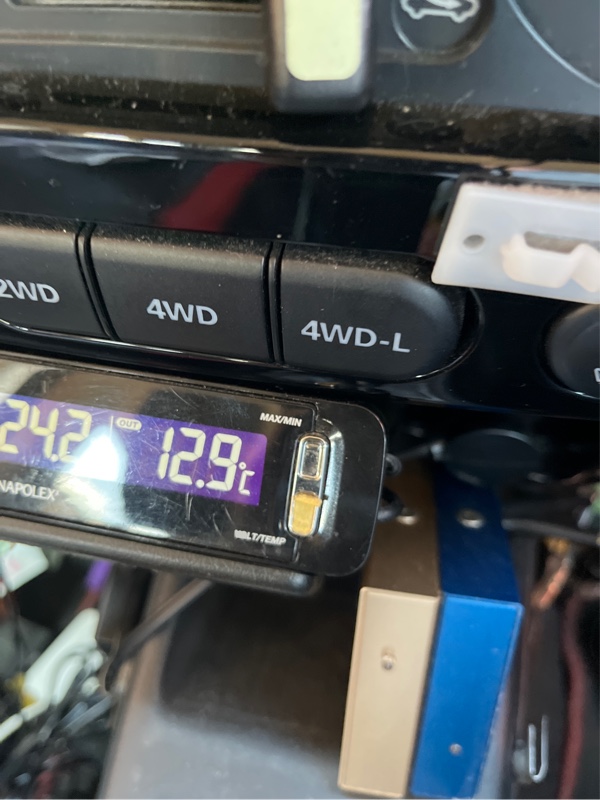 2WD 4WD 4WD-L
MAX/MIN
24.2 OUT 12.9℃
NAPOLEX
VOLT/TEMP